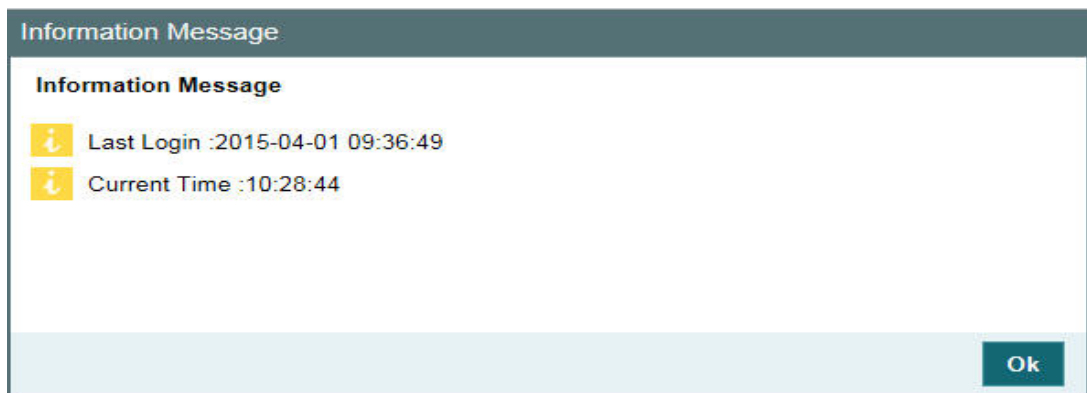 Information Message
Information Message
Last Login :2015-04-01 09:36:49
Current Time :10:28:44
Ok